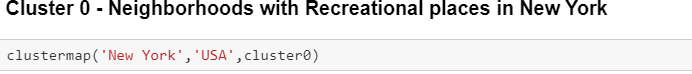 Cluster 0 - Neighborhoods with Recreational places in New York
clustermap('New York','USA',cluster0)